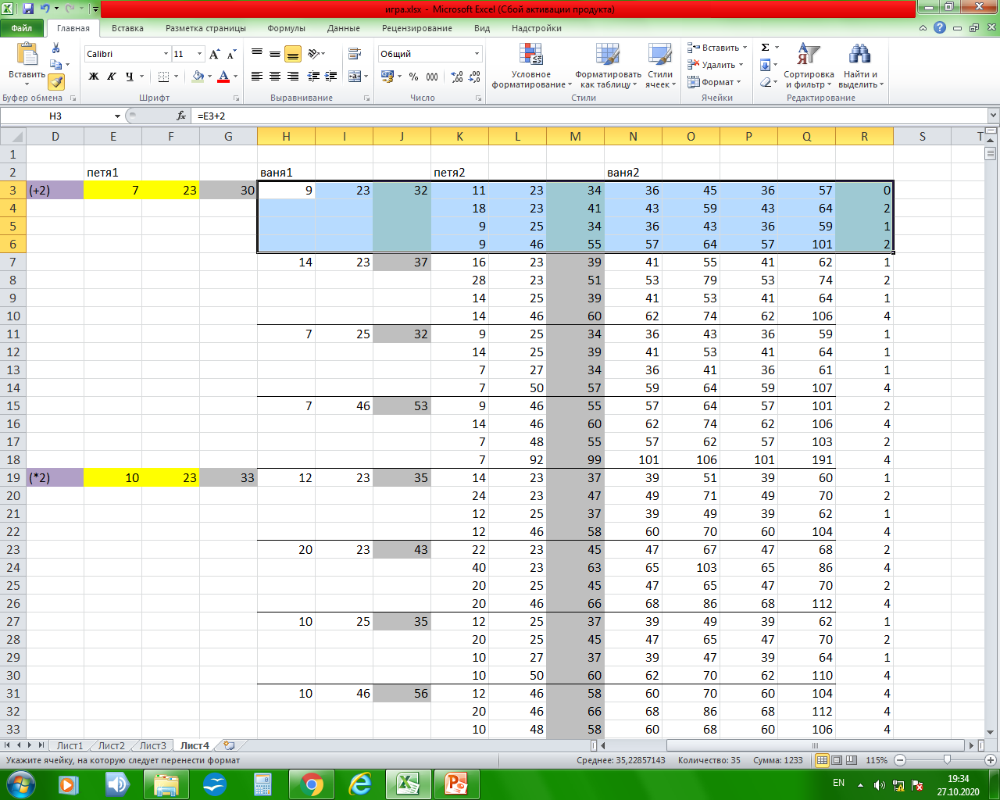 игра.xlsx - Microsoft Excel (Сбой активации продукта)
Файл Главная Вставка Разметка страницы Формулы Данные Рецензирование Вид Надстройки
Вставить
Calibri 11
Ж К Ч
Общий
% 000
Условное форматирование
Форматировать как таблицу
Стили ячеек
Вставить
Удалить
Формат
Σ
Сортировка и фильтр
Найти и выделить
Буфер обмена Шрифт Выравнивание Число Стили Ячейки Редактирование
H3 fx =E3+2
D E F G H I J K L M N O P Q R S T
1
2 петя1 ваня1 петя2 ваня2
3 (+2) 7 23 30 9 23 32 11 23 34 36 45 36 57 0
4 18 23 41 43 59 43 64 2
5 9 25 34 36 43 36 59 1
6 9 46 55 57 64 57 101 2
7 14 23 37 16 23 39 41 55 41 62 1
8 28 23 51 53 79 53 74 2
9 14 25 39 41 53 41 64 1
10 14 46 60 62 74 62 106 4
11 7 25 32 9 25 34 36 43 36 59 1
12 14 25 39 41 53 41 64 1
13 7 27 34 36 41 36 61 1
14 7 50 57 59 64 59 107 4
15 7 46 53 9 46 55 57 64 57 101 2
16 14 46 60 62 74 62 106 4
17 7 48 55 57 62 57 103 2
18 7 92 99 101 106 101 191 4
19 (*2) 10 23 33 12 23 35 14 23 37 39 51 39 60 1
20 24 23 47 49 71 49 70 2
21 12 25 37 39 49 39 62 1
22 12 46 58 60 70 60 104 4
23 20 23 43 22 23 45 47 67 47 68 2
24 40 23 63 65 103 65 86 4
25 20 25 45 47 65 47 70 2
26 20 46 66 68 86 68 112 4
27 10 25 35 12 25 37 39 49 39 62 1
28 20 25 45 47 65 47 70 2
29 10 27 37 39 47 39 64 1
30 10 50 60 62 70 62 110 4
31 10 46 56 12 46 58 60 70 60 104 4
32 20 46 66 68 86 68 112 4
33 10 48 58 60 68 60 106 4
Лист1 Лист2 Лист3 Лист4
Укажите ячейку, на которую следует перенести формат Среднее: 35,22857143 Количество: 35 Сумма: 1233 115%
EN 19:34
27.10.2020